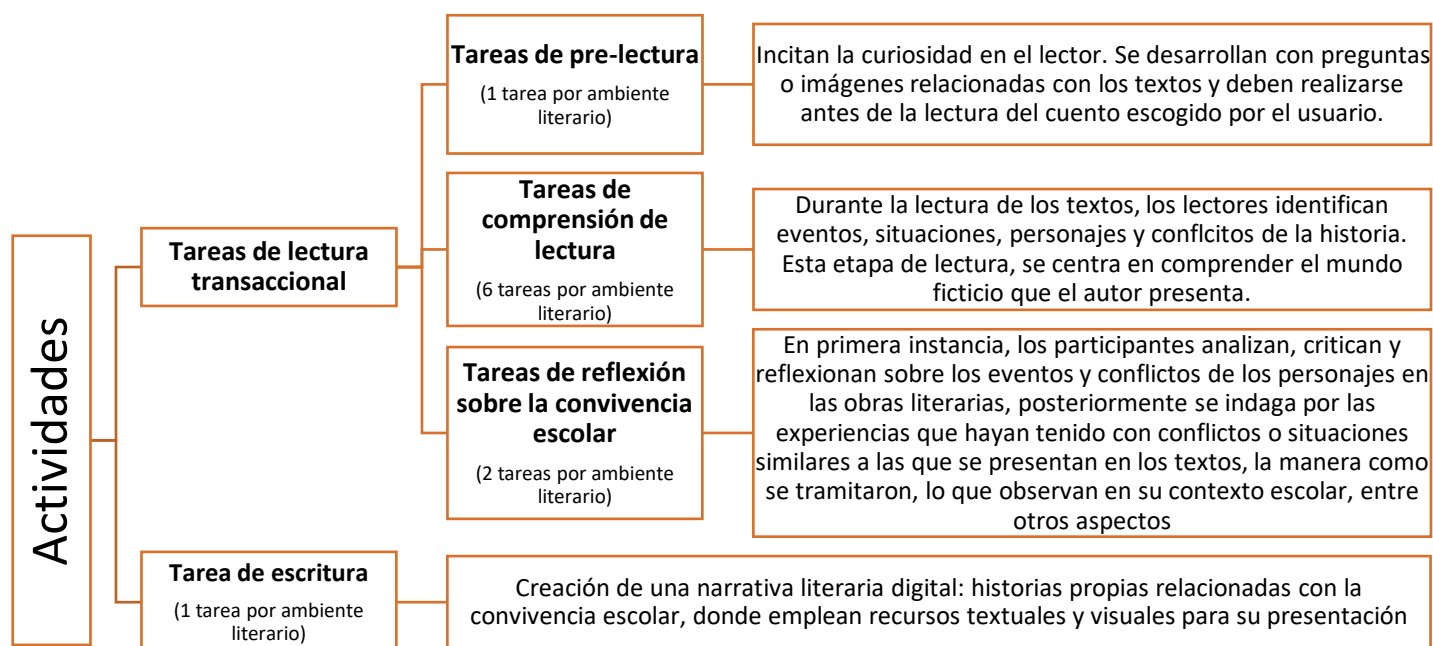 Actividades
Tareas de lectura
transaccional
Tareas de pre-lectura
(1 tarea por ambiente
literario)
Incitan la curiosidad en el lector. Se desarrollan con preguntas
o imágenes relacionadas con los textos y deben realizarse
antes de la lectura del cuento escogido por el usuario.
Tareas de
comprensión de
lectura
(6 tareas por ambiente
literario)
Durante la lectura de los textos, los lectores identifican
eventos, situaciones, personajes y conflcitos de la historia.
Esta etapa de lectura, se centra en comprender el mundo
ficticio que el autor presenta.
Tareas de reflexión
sobre la convivencia
escolar
(2 tareas por ambiente
literario)
En primera instancia, los participantes analizan, critican y
reflexionan sobre los eventos y conflictos de los personajes en
las obras literarias, posteriormente se indaga por las
experiencias que hayan tenido con conflictos o situaciones
similares a las que se presentan en los textos, la manera como
se tramitaron, lo que observan en su contexto escolar, entre
otros aspectos
Tarea de escritura
(1 tarea por ambiente
literario)
Creación de una narrativa literaria digital: historias propias relacionadas con la
convivencia escolar, donde emplean recursos textuales y visuales para su presentación